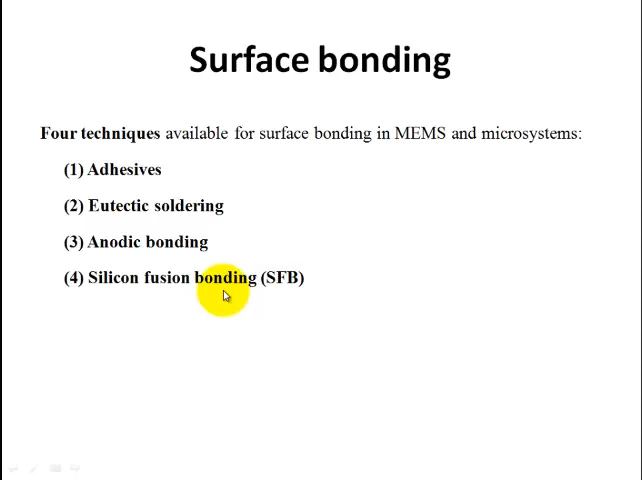 Surface bonding
Four techniques available for surface bonding in MEMS and microsystems:
(1) Adhesives
(2) Eutectic soldering
(3) Anodic bonding
(4) Silicon fusion bonding (SFB)